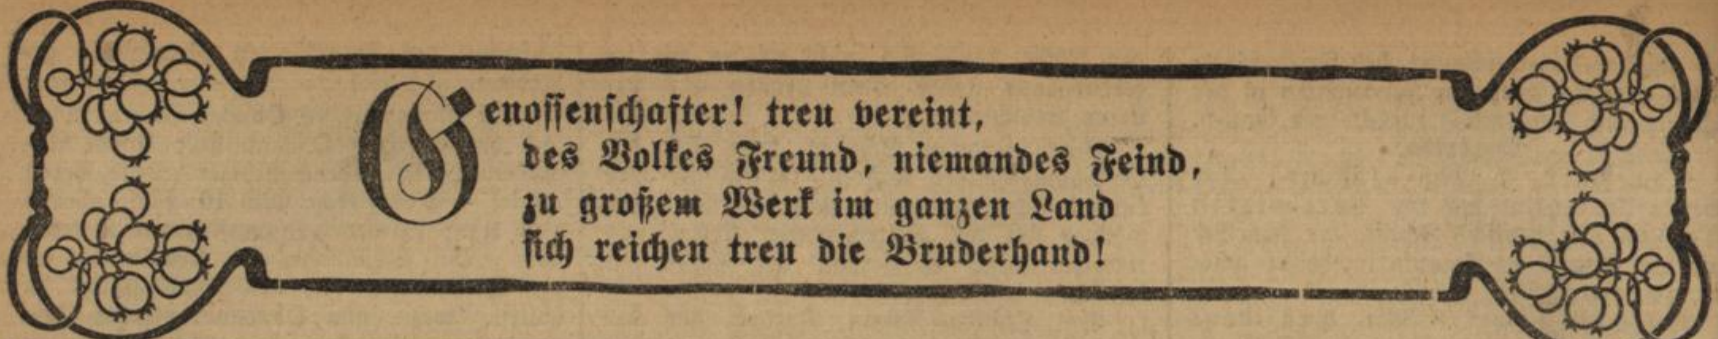 Genossenschafter! treu vereint,
des Volkes Freund, niemandes Feind,
zu großem Werk im ganzen Land
sich reichen treu die Bruderhand!